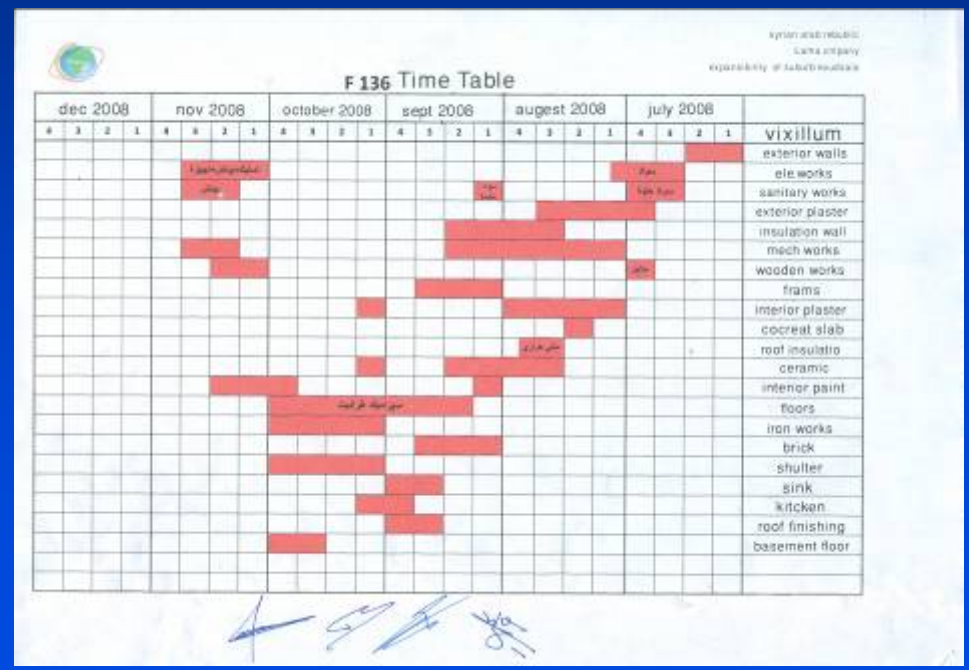 syrian arab republic
F 136 Time Table
dec 2008 nov 2008 october 2008 sept 2008 augest 2008 july 2008
4 3 2 1 4 3 2 1 4 3 2 1 4 3 2 1 4 3 2 1 4 3 2 1 vixillum
exterior walls
ele.works
sanitary works
exterior plaster
insulation wall
mech works
wooden works
frams
interior plaster
cocreat slab
roof insulatio
ceramic
interior paint
floors
iron works
brick
shulter
sink
kitcken
roof finishing
basement floor